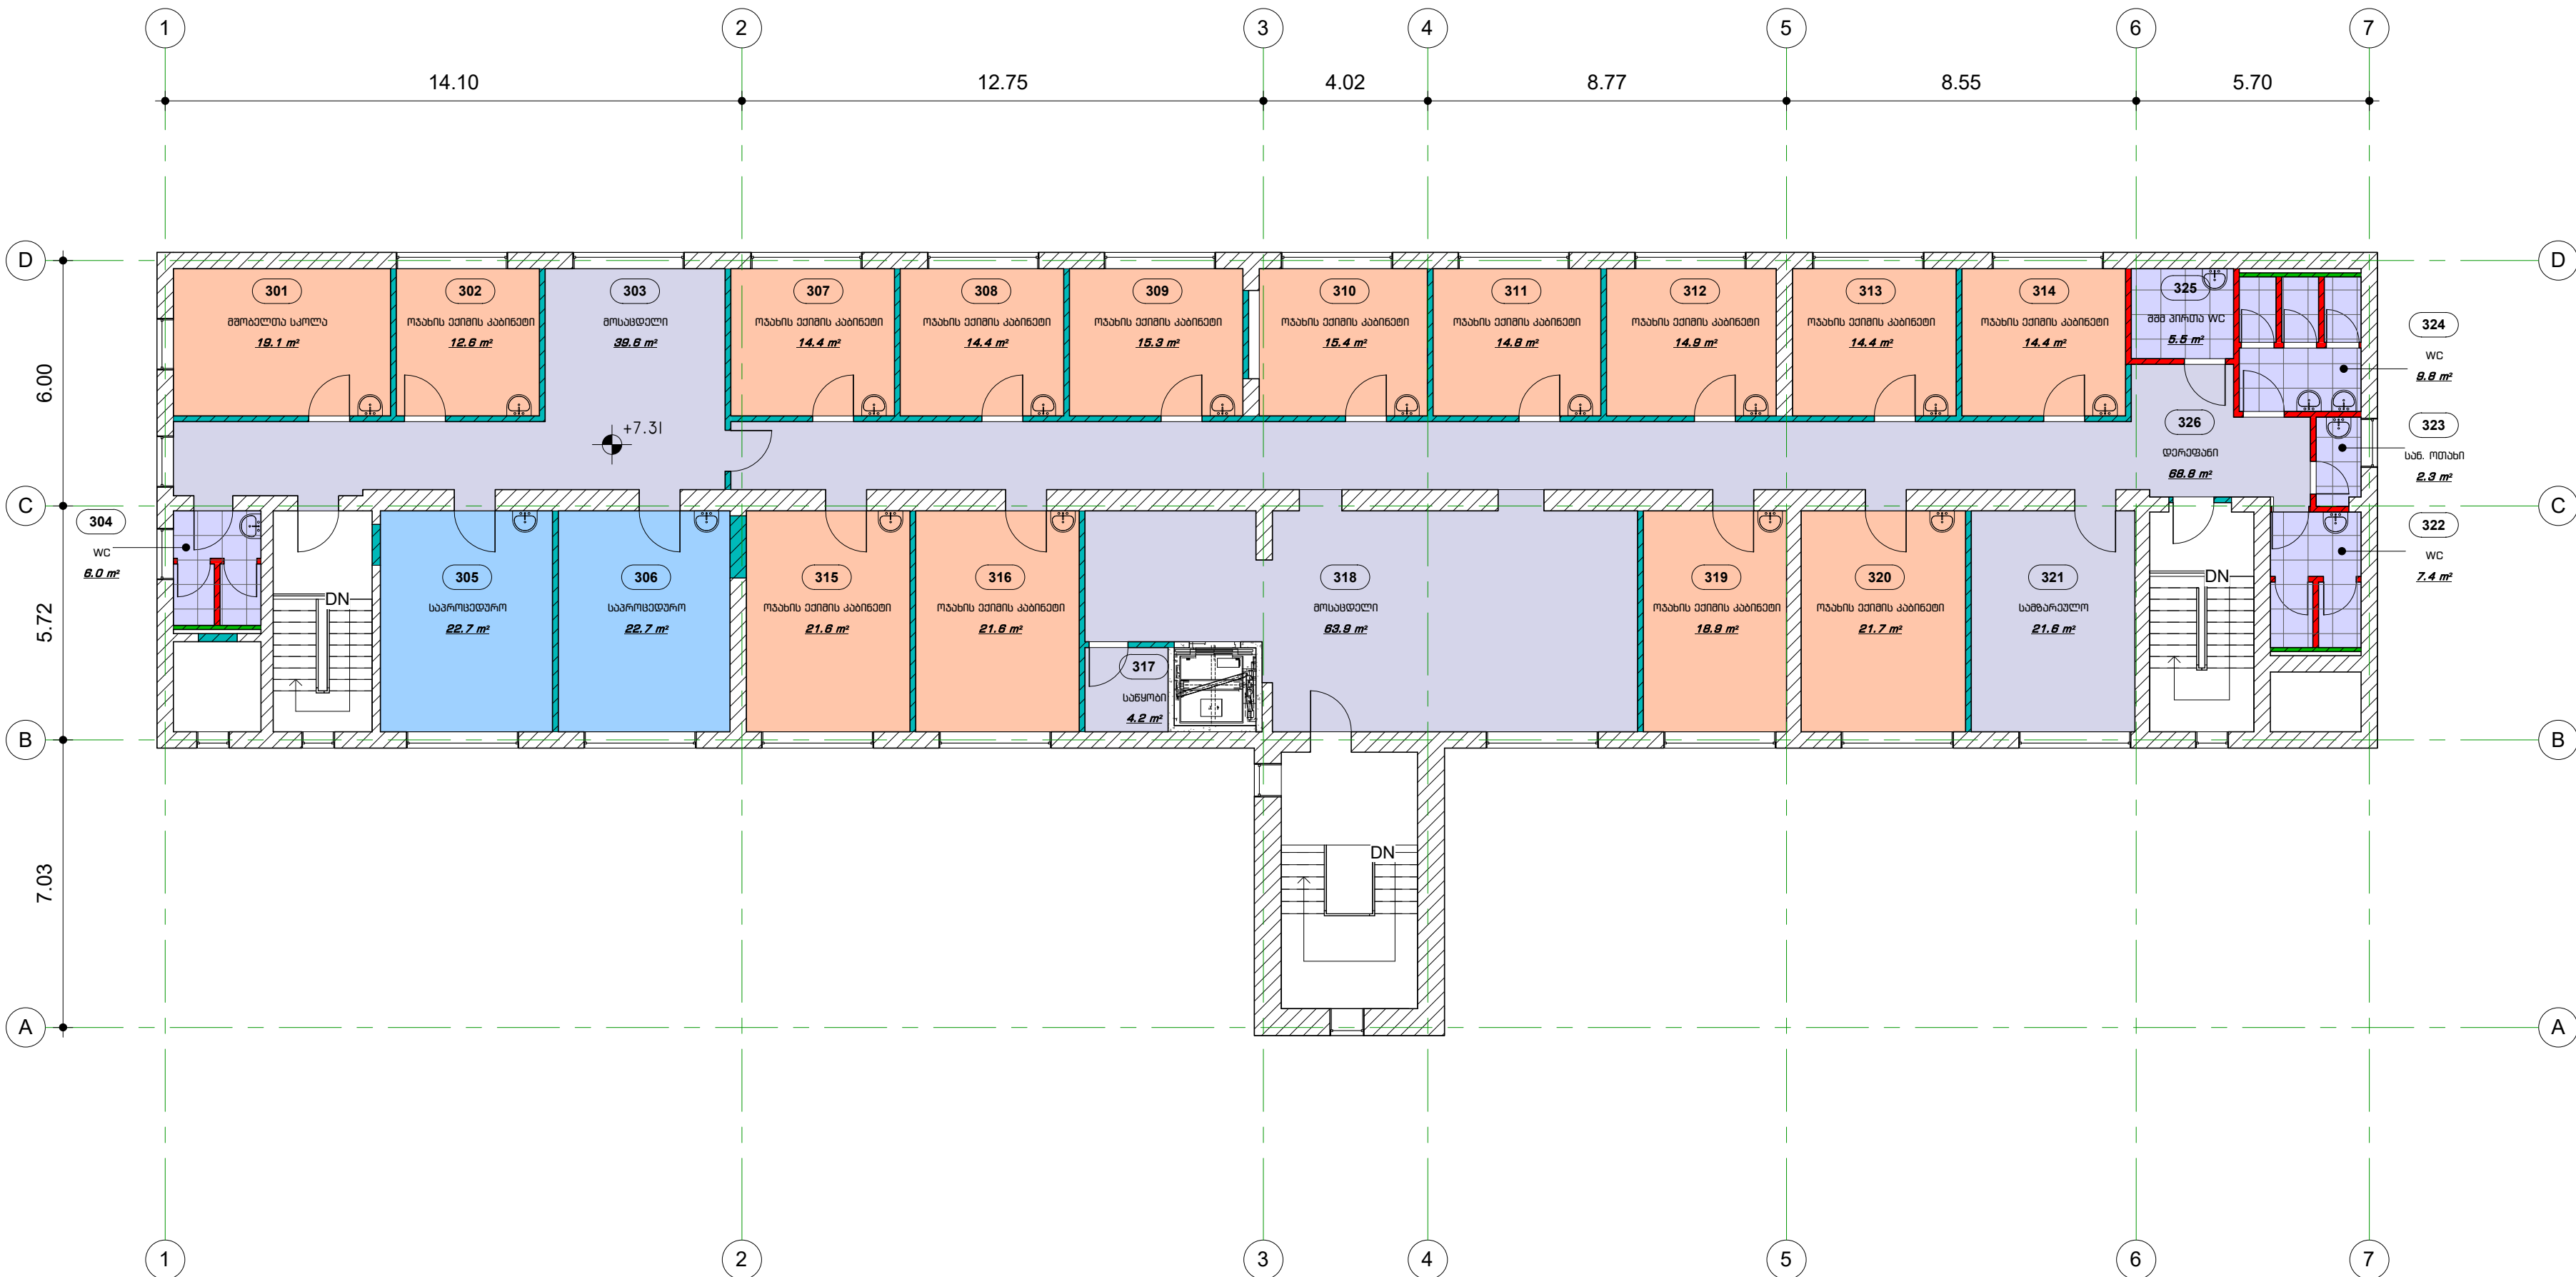 1 2 3 4 5 6 7
14.10 12.75 4.02 8.77 8.55 5.70
D D
301
მშობელთა სკოლა
19.1 m²
302
ოჯახის ექიმის კაბინეტი
12.6 m²
303
მოსაცდელი
39.6 m²
307
ოჯახის ექიმის კაბინეტი
14.4 m²
308
ოჯახის ექიმის კაბინეტი
14.4 m²
309
ოჯახის ექიმის კაბინეტი
15.3 m²
310
ოჯახის ექიმის კაბინეტი
15.4 m²
311
ოჯახის ექიმის კაბინეტი
14.8 m²
312
ოჯახის ექიმის კაბინეტი
14.9 m²
313
ოჯახის ექიმის კაბინეტი
14.4 m²
314
ოჯახის ექიმის კაბინეტი
14.4 m²
325
შშმ პირთა WC
5.5 m²
324
WC
9.8 m²
6.00
+7.31
326
დერეფანი
68.8 m²
323
სან. ოთახი
2.3 m²
C C
304
WC
6.0 m²
322
WC
7.4 m²
5.72
DN
305
საპროცედურო
22.7 m²
306
საპროცედურო
22.7 m²
315
ოჯახის ექიმის კაბინეტი
21.6 m²
316
ოჯახის ექიმის კაბინეტი
21.6 m²
317
საწყობი
4.2 m²
318
მოსაცდელი
63.9 m²
319
ოჯახის ექიმის კაბინეტი
18.9 m²
320
ოჯახის ექიმის კაბინეტი
21.7 m²
321
სამზარეულო
21.6 m²
DN
B B
7.03
DN
A A
1 2 3 4 5 6 7